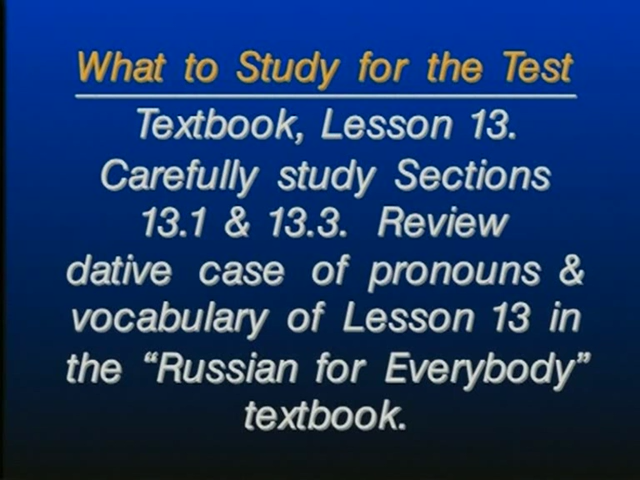 What to Study for the Test
Textbook, Lesson 13.
Carefully study Sections
13.1 & 13.3. Review
dative case of pronouns &
vocabulary of Lesson 13 in
the “Russian for Everybody”
textbook.